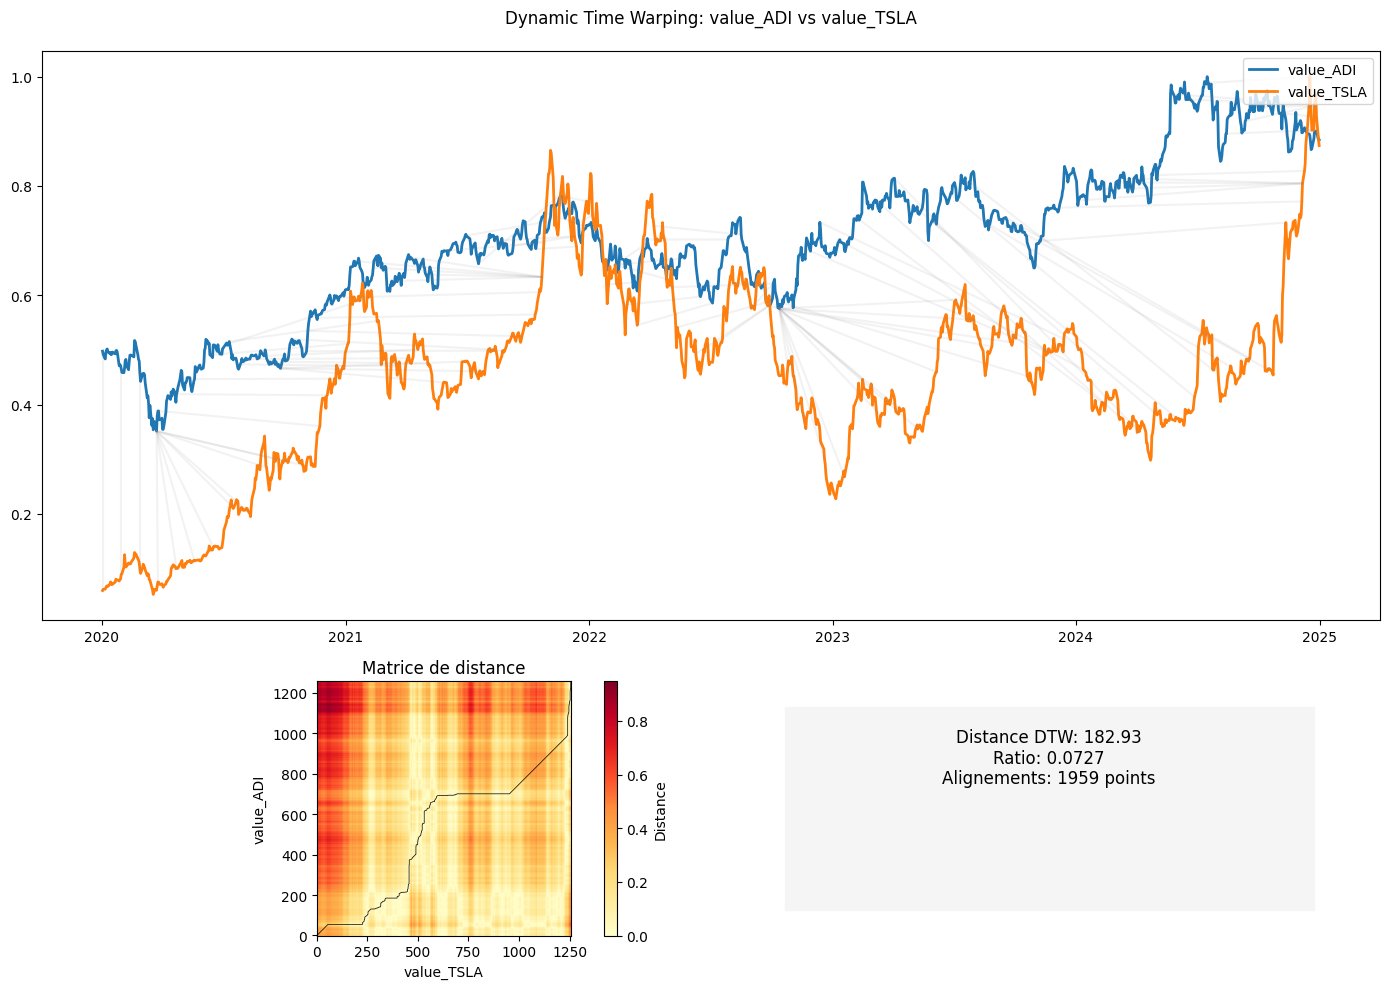 Dynamic Time Warping: value_ADI vs value_TSLA
value_ADI
value_TSLA
1.0
0.8
0.6
0.4
0.2
2020 2021 2022 2023 2024 2025
Matrice de distance
value_ADI
1200
1000
800
600
400
200
0
0 250 500 750 1000 1250
value_TSLA
0.8
0.6
0.4
0.2
0.0
Distance
Distance DTW: 182.93
Ratio: 0.0727
Alignements: 1959 points